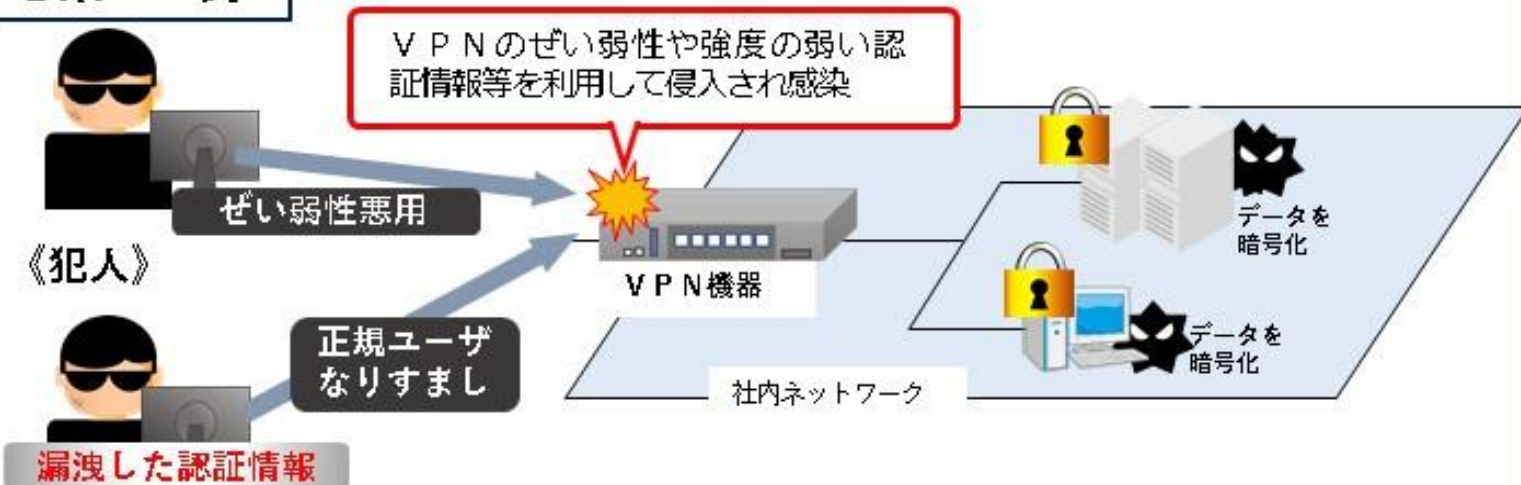 ＶＰＮのぜい弱性や強度の弱い認
証情報等を利用して侵入され感染
ぜい弱性悪用
《犯人》
ＶＰＮ機器
データを
暗号化
正規ユーザ
なりすまし
データを
暗号化
社内ネットワーク
漏洩した認証情報